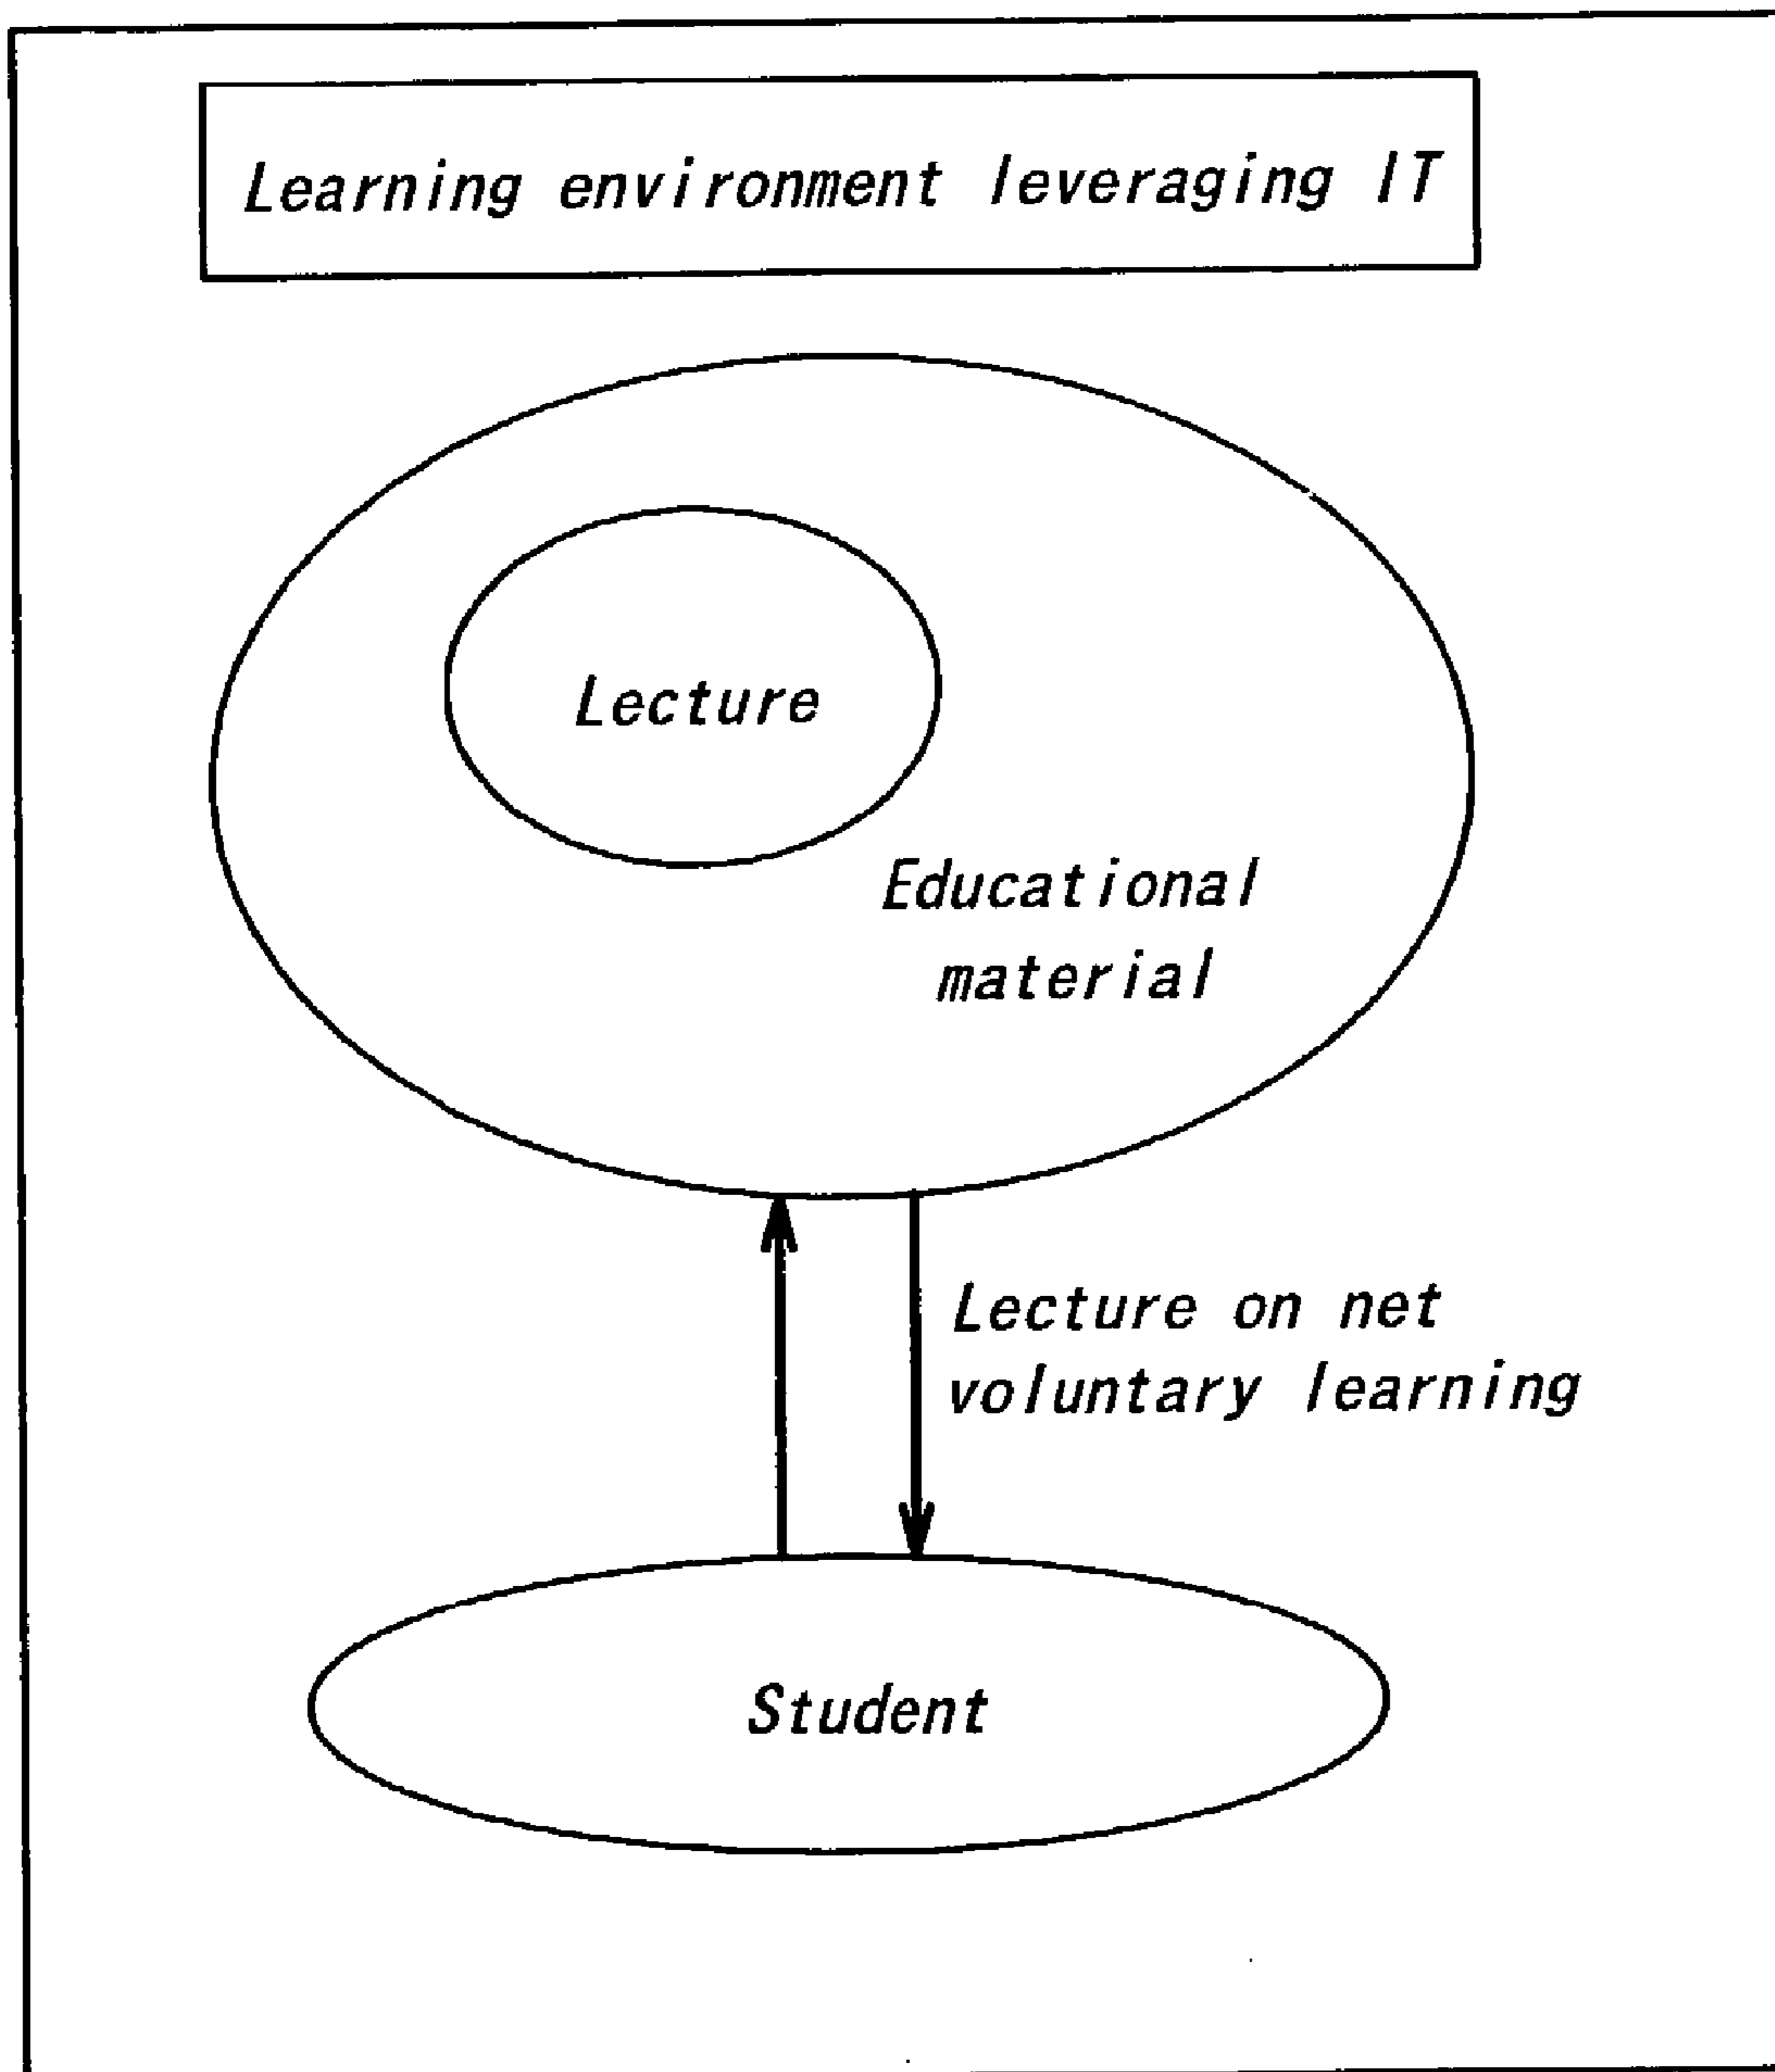 Learning environment leveraging IT
Lecture
Educational
material
Lecture on net
voluntary learning
Student